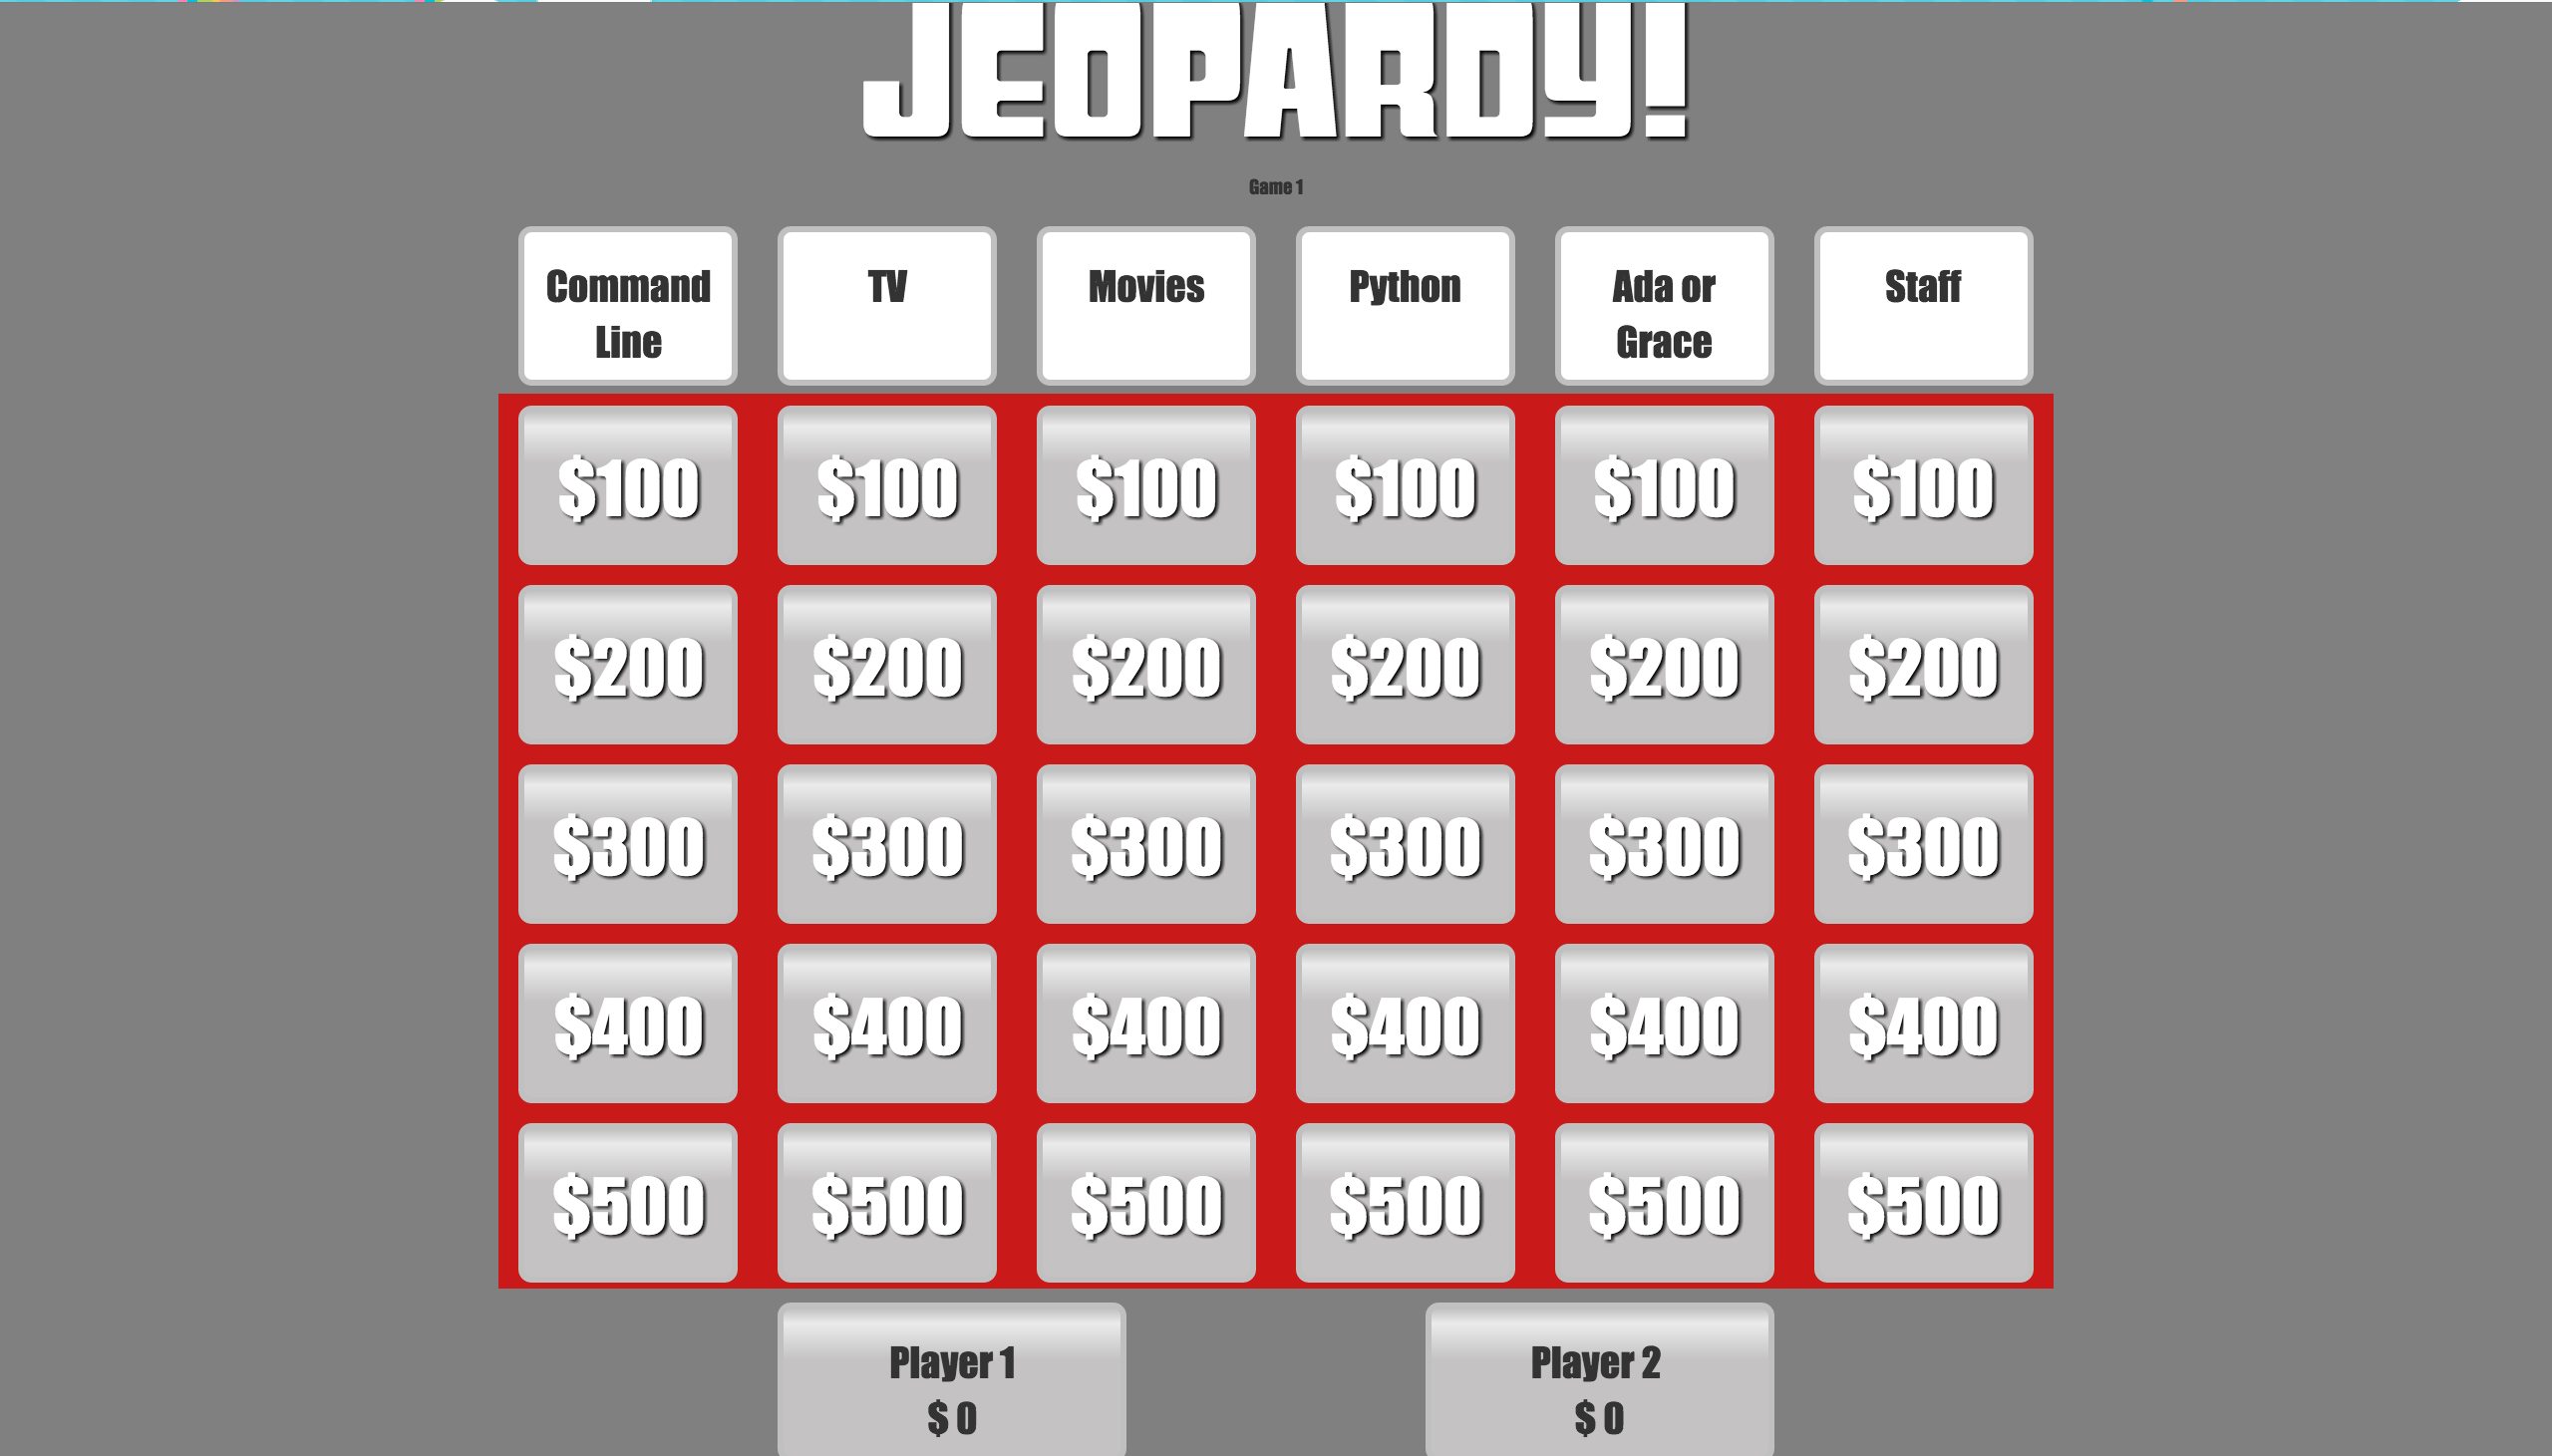 JEOPARDY!
Game 1
Command
Line
TV
Movies
Python
Ada or
Grace
Staff
$100 $100 $100 $100 $100 $100
$200 $200 $200 $200 $200 $200
$300 $300 $300 $300 $300 $300
$400 $400 $400 $400 $400 $400
$500 $500 $500 $500 $500 $500
Player 1
$ 0
Player 2
$ 0